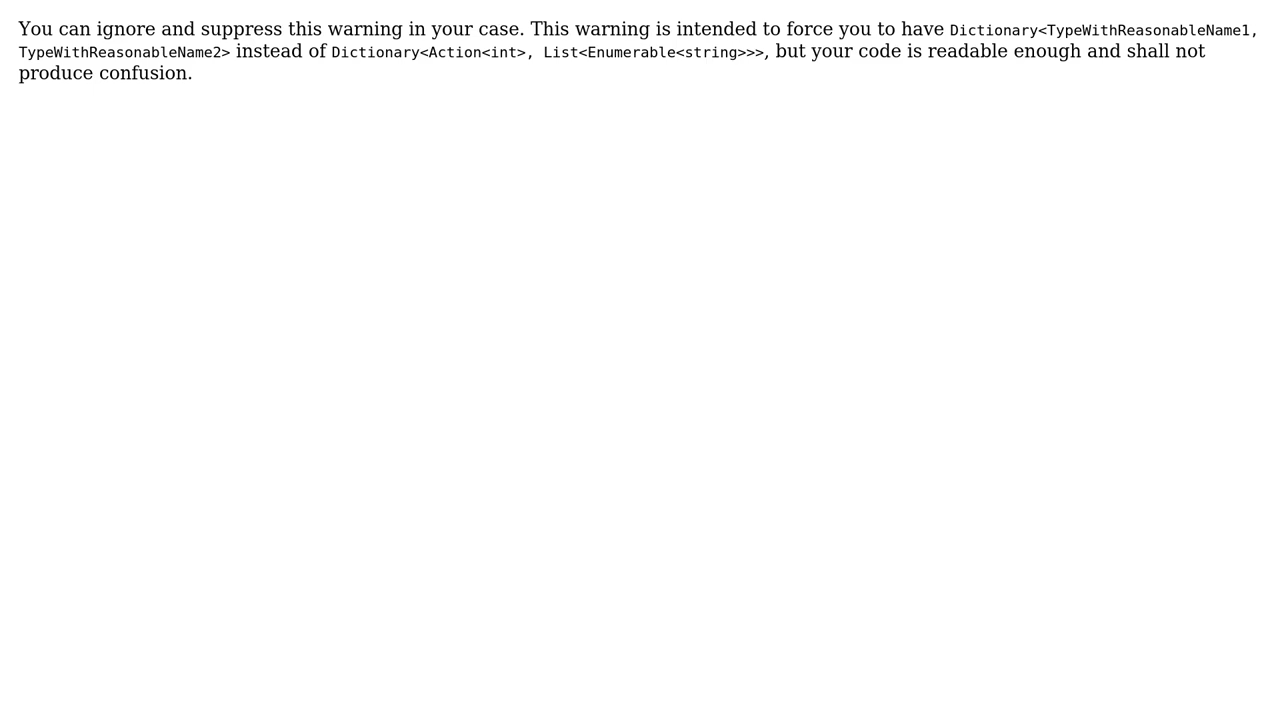 You can ignore and suppress this warning in your case. This warning is intended to force you to have Dictionary<TypeWithReasonableName1,
TypeWithReasonableName2> instead of Dictionary<Action<int>, List<Enumerable<string>>>, but your code is readable enough and shall not
produce confusion.